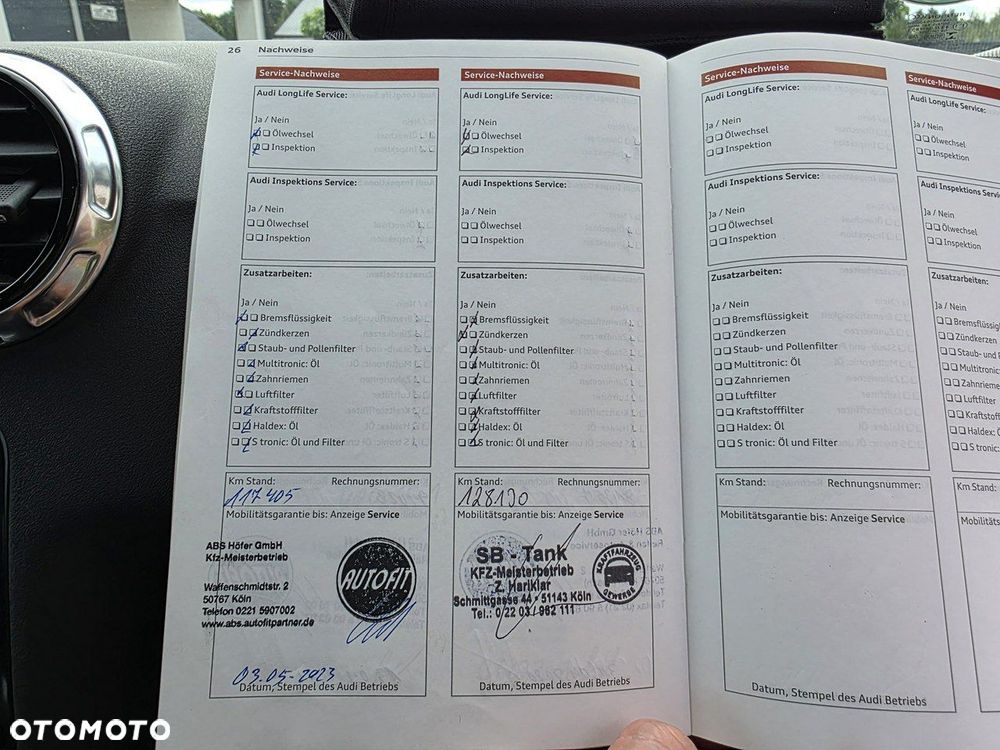 26 Nachweise
Service-Nachweise
Audi LongLife Service:
Ja / Nein
Ölwechsel
Inspektion
Audi Inspektions Service:
Ja / Nein
Ölwechsel
Inspektion
Zusatzarbeiten:
Ja / Nein
Bremsflüssigkeit
Zündkerzen
Staub- und Pollenfilter
Multitronic: Öl
Zahnriemen
Luftfilter
Kraftstofffilter
Haldex: Öl
S tronic: Öl und Filter
Km Stand: Rechnungsnummer:
117405
Mobilitätsgarantie bis: Anzeige Service
ABS Höfer GmbH
Kfz-Meisterbetrieb
Waffenschmidtstr. 2
50767 Köln
Telefon 0221 5907002
www.abs.autofitpartner.de
AUTOFIT
03.05-2023
Datum, Stempel des Audi Betriebs
Service-Nachweise
Audi LongLife Service:
Ja / Nein
Ölwechsel
Inspektion
Audi Inspektions Service:
Ja / Nein
Ölwechsel
Inspektion
Zusatzarbeiten:
Ja / Nein
Bremsflüssigkeit
Zündkerzen
Staub- und Pollenfilter
Multitronic: Öl
Zahnriemen
Luftfilter
Kraftstofffilter
Haldex: Öl
S tronic: Öl und Filter
Km Stand: Rechnungsnummer:
128130
Mobilitätsgarantie bis: Anzeige Service
SB - Tank
KFZ-Meisterbetrieb
Z. Hariklar
Schmittgasse 44 · 51143 Köln
Tel.: 0 22 03 / 982 111
KRAFTFAHRZEUG
GEWERBE
Datum, Stempel des Audi Betriebs
Service-Nachweise
Audi LongLife Service:
Ja / Nein
Ölwechsel
Inspektion
Audi Inspektions Service:
Ja / Nein
Ölwechsel
Inspektion
Zusatzarbeiten:
Ja / Nein
Bremsflüssigkeit
Zündkerzen
Staub- und Pollenfilter
Multitronic: Öl
Zahnriemen
Luftfilter
Kraftstofffilter
Haldex: Öl
S tronic: Öl und Filter
Km Stand: Rechnungsnummer:
Mobilitätsgarantie bis: Anzeige Service
Datum, Stempel des Audi Betriebs
Service-Nachweise
Audi LongLife Service:
Ja / Nein
Ölwechsel
Inspektion
Audi Inspektions Service
Ja / Nein
Ölwechsel
Inspektion
Zusatzarbeiten:
Ja / Nein
Bremsflüssigke
Zündkerzen
Staub- und Po
Multitronic: Ö
Zahnriemen
Luftfilter
Kraftstofffilter
Haldex: Öl
S tronic: Öl
Km Stand:
Mobilitätsgaran
OTOMOTO